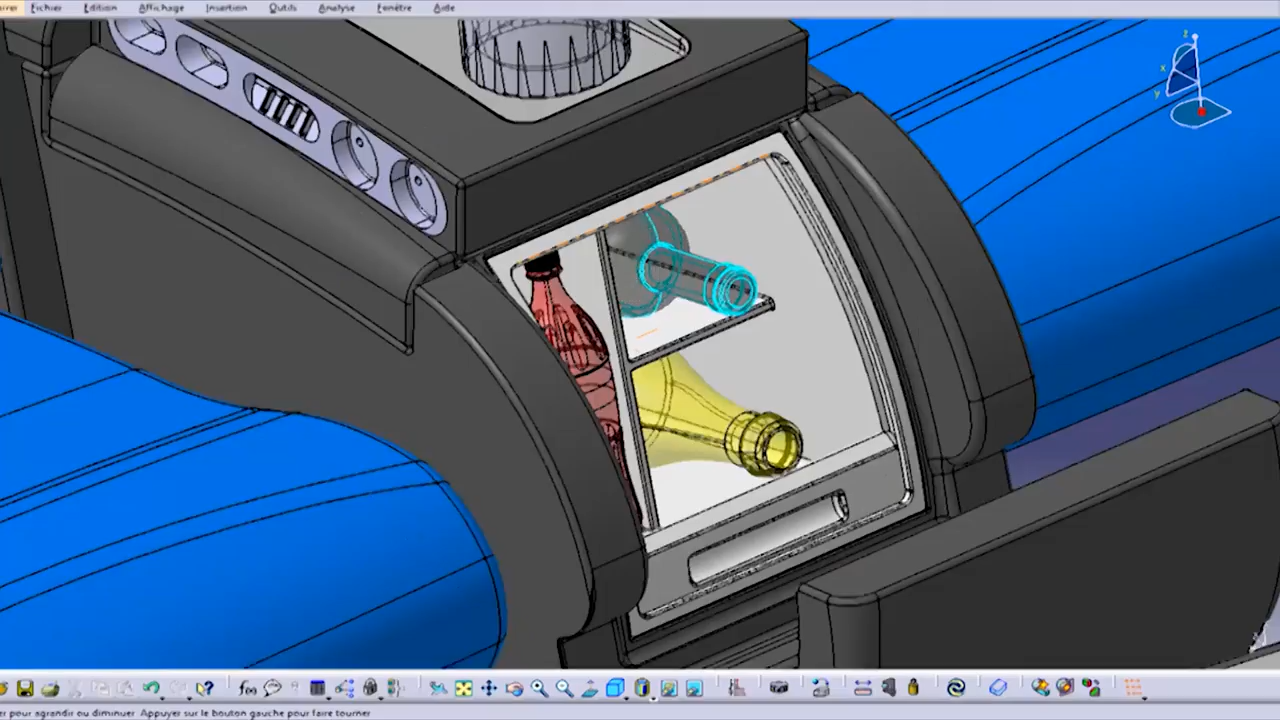 Fichier Edition Affichage Insertion Outils Analyse Fenêtre Aide
z
x
y
f(x)
pour agrandir ou diminuer Appuyer sur le bouton gauche pour faire tourner